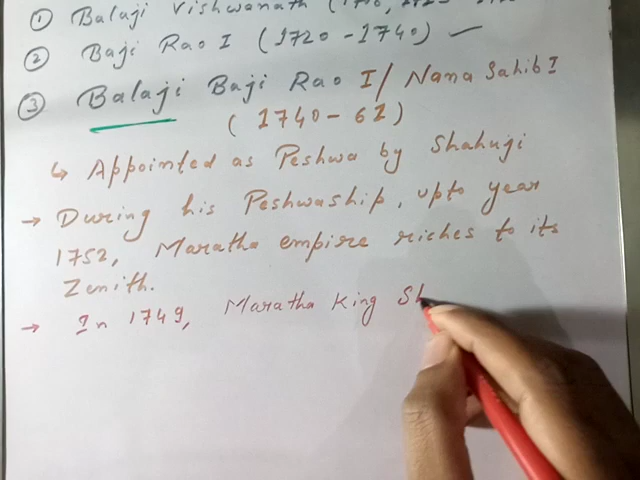 ① Balaji Vishwanath (17
② Baji Rao I (1720 - 1740) —
③ Balaji Baji Rao I / Nana Sahib I
( 1740 - 61 )
↳ Appointed as Peshwa by Shahuji
→ During his Peshwaship, upto year
1752, Maratha empire riches to its
Zenith.
→ In 1749, Maratha King Sh